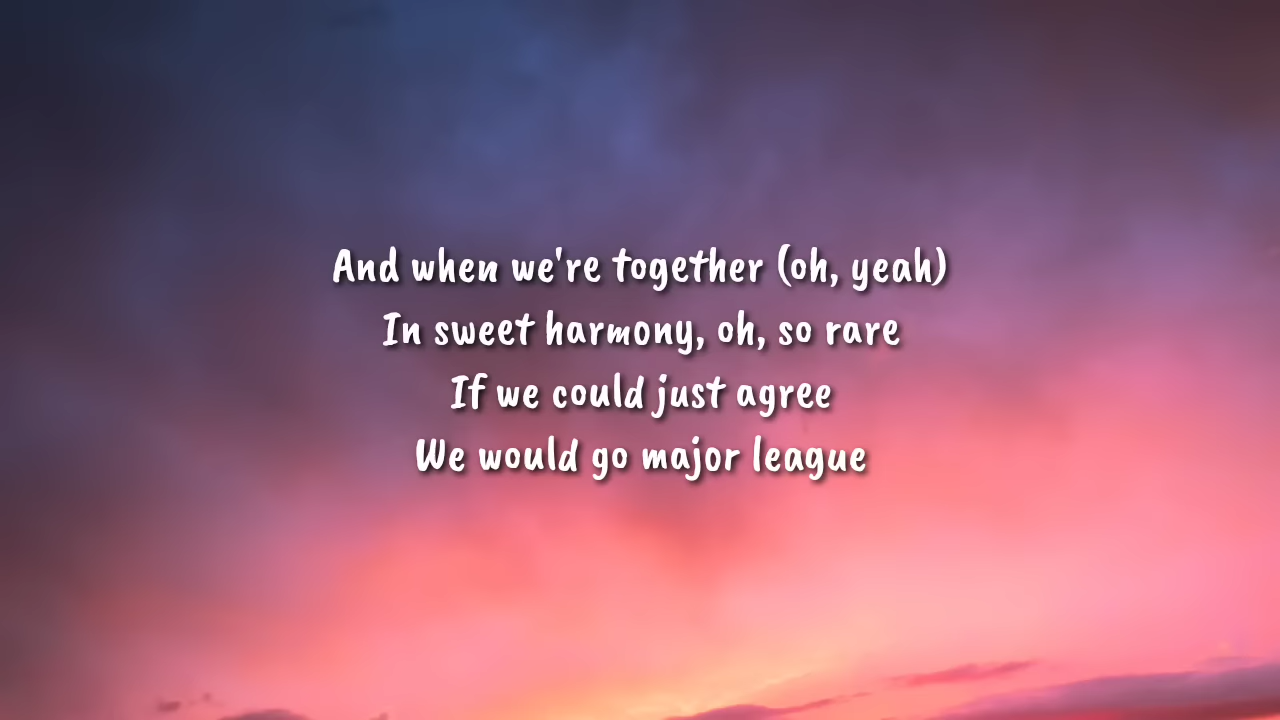 And when we're together (oh, yeah)
In sweet harmony, oh, so rare
If we could just agree
We would go major league